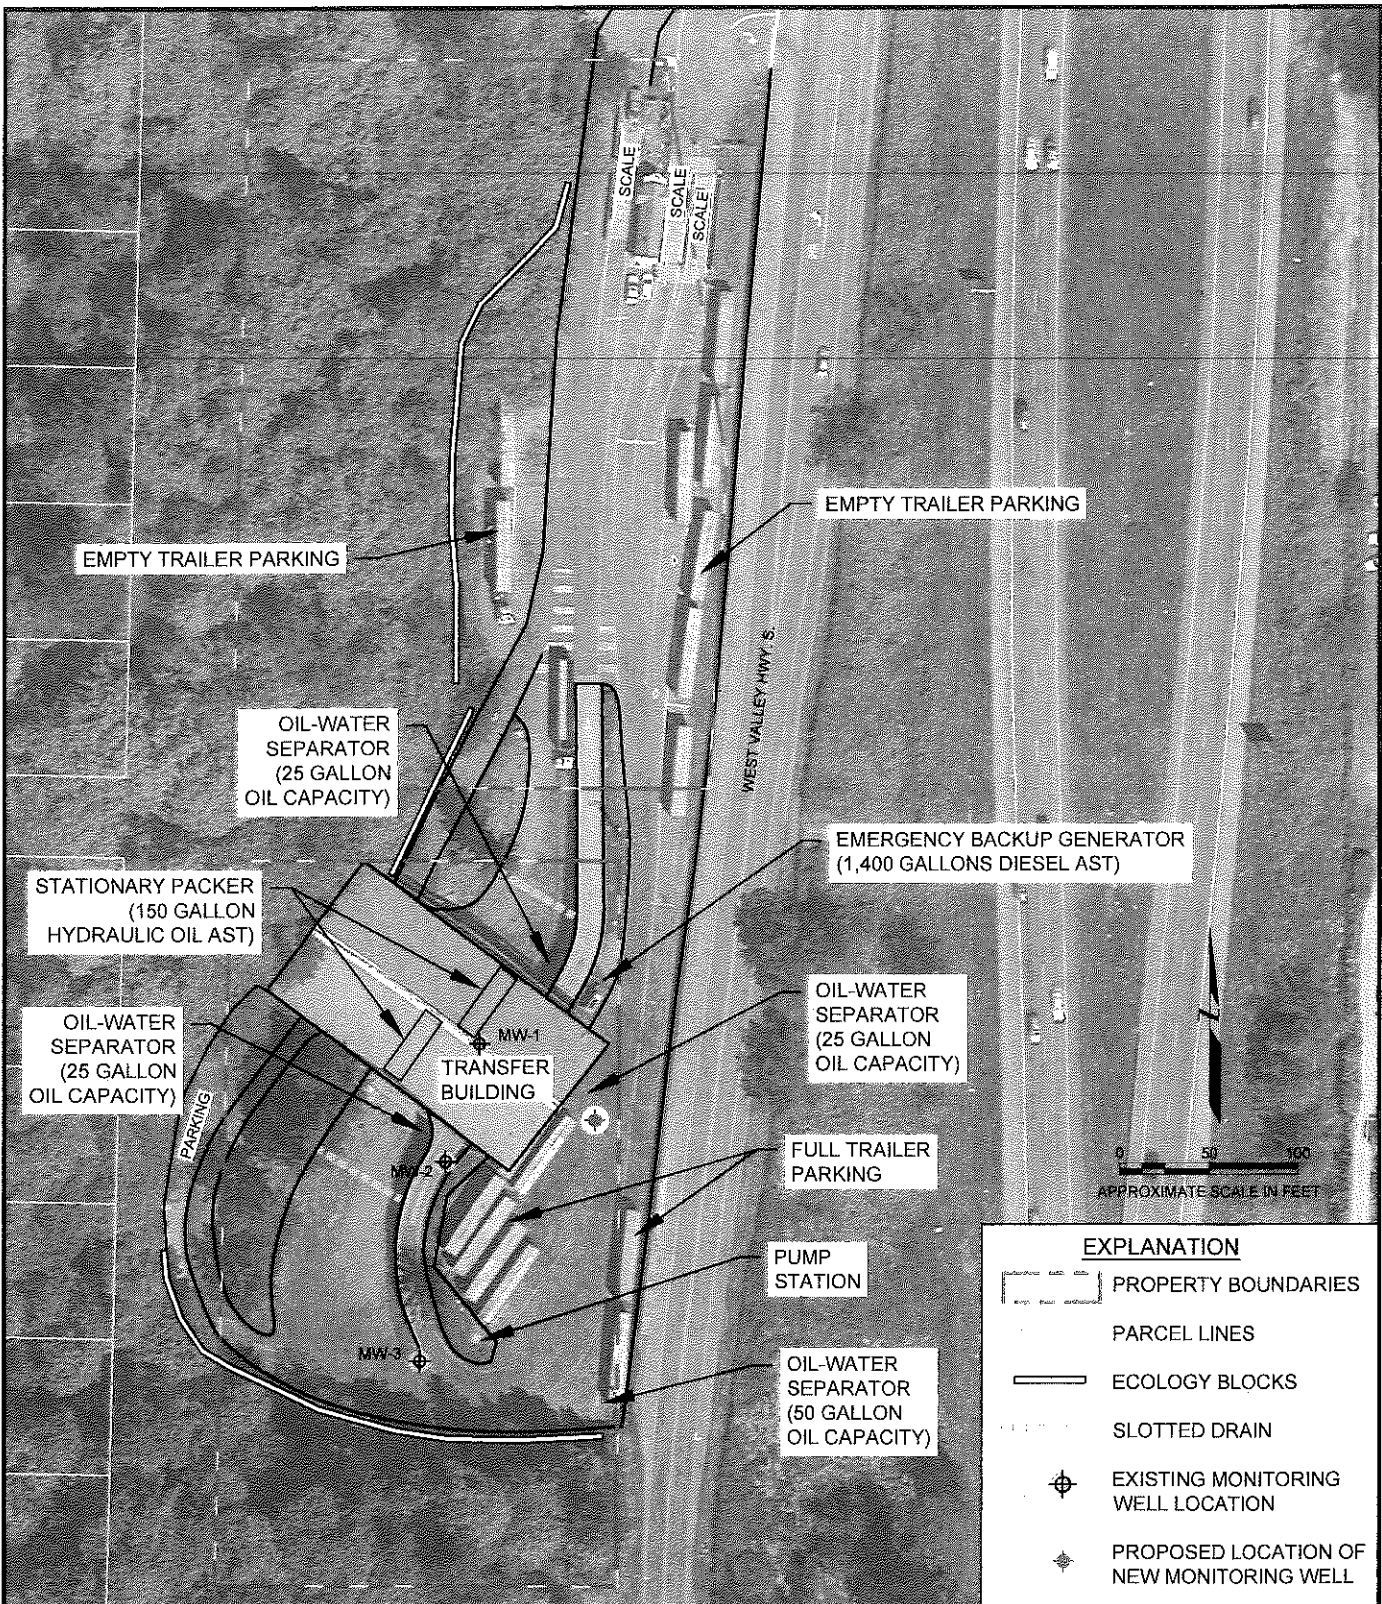 SCALE
SCALE
SCALE
EMPTY TRAILER PARKING
EMPTY TRAILER PARKING
WEST VALLEY HWY. S.
OIL-WATER
SEPARATOR
(25 GALLON
OIL CAPACITY)
EMERGENCY BACKUP GENERATOR
(1,400 GALLONS DIESEL AST)
STATIONARY PACKER
(150 GALLON
HYDRAULIC OIL AST)
OIL-WATER
SEPARATOR
(25 GALLON
OIL CAPACITY)
OIL-WATER
SEPARATOR
(25 GALLON
OIL CAPACITY)
MW-1
TRANSFER
BUILDING
PARKING
MW-2
FULL TRAILER
PARKING
Z
0 50 100
APPROXIMATE SCALE IN FEET
PUMP
STATION
MW-3
OIL-WATER
SEPARATOR
(50 GALLON
OIL CAPACITY)
EXPLANATION
PROPERTY BOUNDARIES
PARCEL LINES
ECOLOGY BLOCKS
SLOTTED DRAIN
EXISTING MONITORING
WELL LOCATION
PROPOSED LOCATION OF
NEW MONITORING WELL